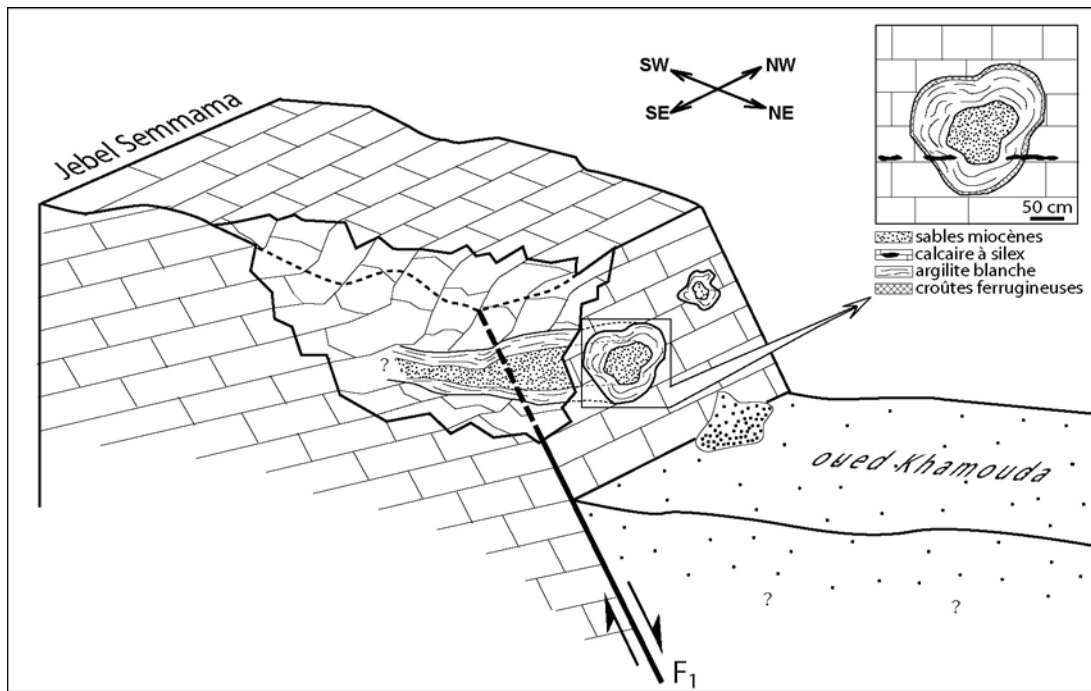 Jebel Semmama
SW NW
SE NE
50 cm
sables miocènes
calcaire à silex
argilite blanche
croûtes ferrugineuses
?
oued Khamouda
? ?
F1